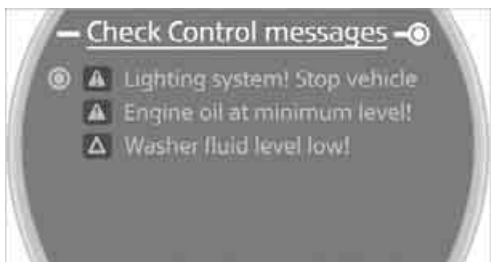 Check Control messages
Lighting system! Stop vehicle
Engine oil at minimum level!
Washer fluid level low!